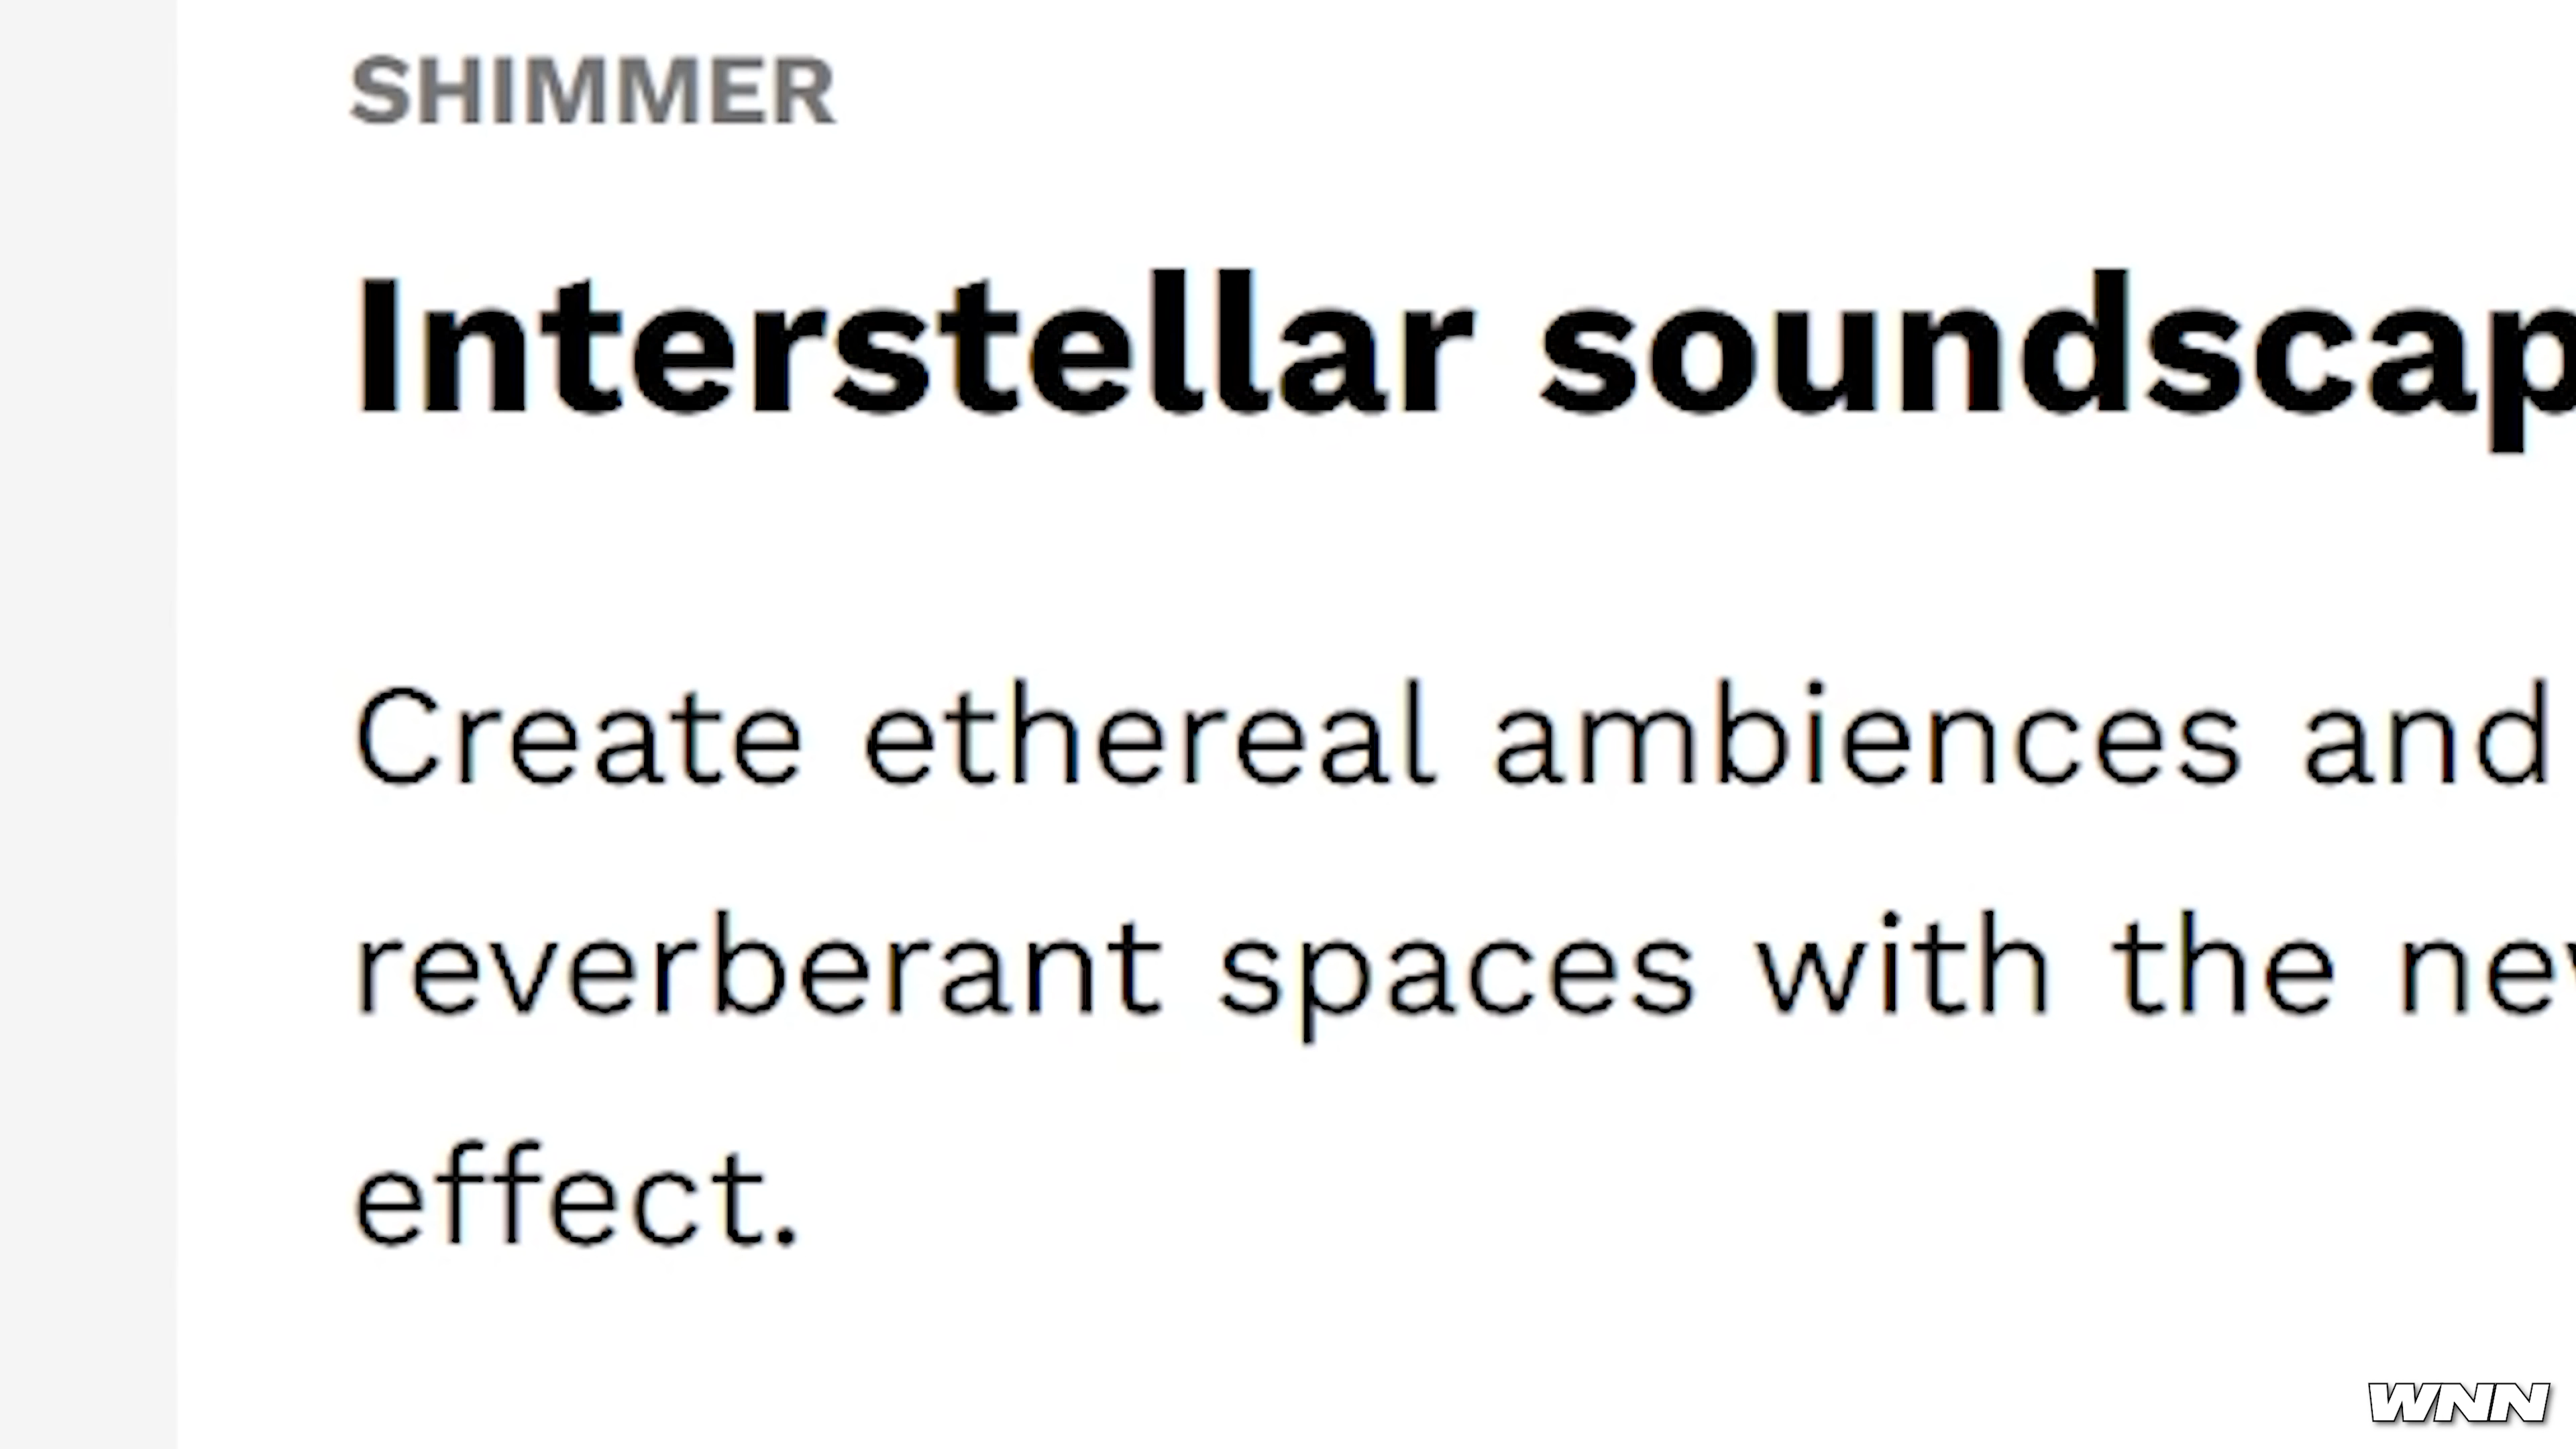 SHIMMER
Interstellar soundscap
Create ethereal ambiences and
reverberant spaces with the ne
effect.
WNN